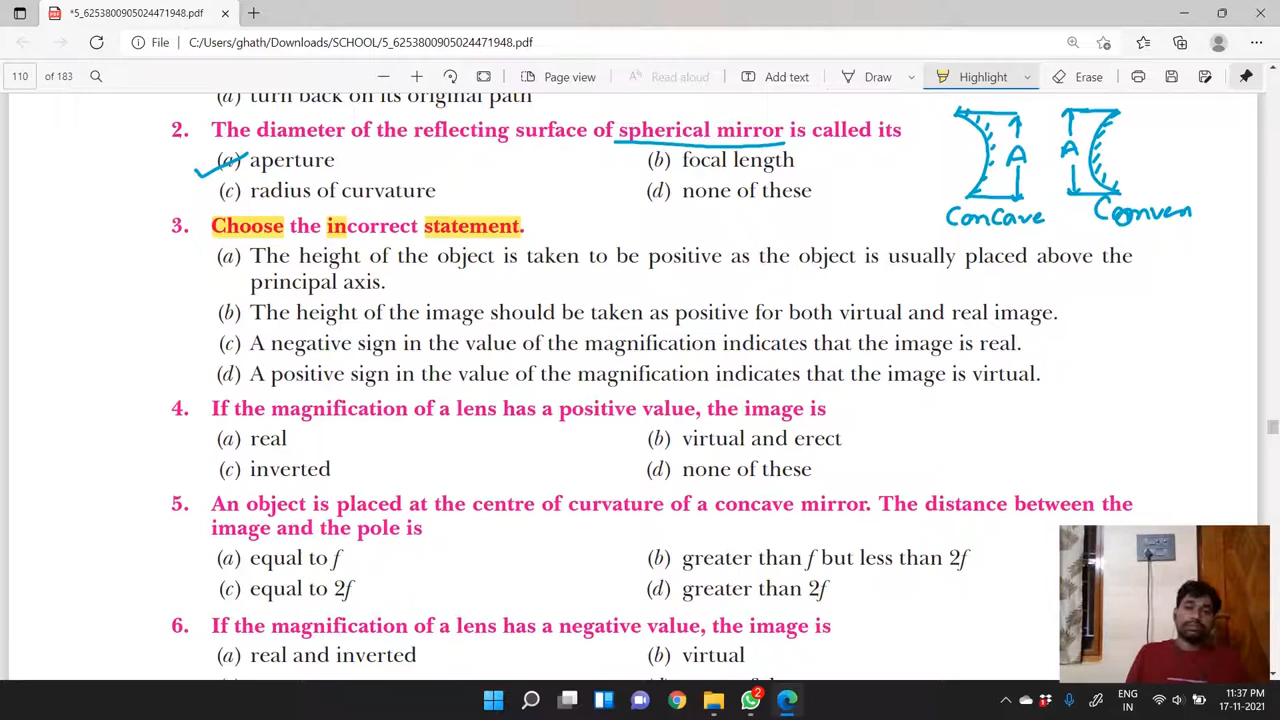 *5_6253800905024471948.pdf
File C:/Users/ghath/Downloads/SCHOOL/5_6253800905024471948.pdf
110 of 183 Page view Read aloud Add text Draw Highlight Erase
(a) turn back on its original path
2. The diameter of the reflecting surface of spherical mirror is called its
(a) aperture (b) focal length
(c) radius of curvature (d) none of these
A A
Concave
3. Choose the incorrect statement.
(a) The height of the object is taken to be positive as the object is usually placed above the
principal axis.
(b) The height of the image should be taken as positive for both virtual and real image.
(c) A negative sign in the value of the magnification indicates that the image is real.
(d) A positive sign in the value of the magnification indicates that the image is virtual.
4. If the magnification of a lens has a positive value, the image is
(a) real (b) virtual and erect
(c) inverted (d) none of these
5. An object is placed at the centre of curvature of a concave mirror. The distance between the
image and the pole is
(a) equal to f (b) greater than f but less than 2f
(c) equal to 2f (d) greater than 2f
6. If the magnification of a lens has a negative value, the image is
(a) real and inverted (b) virtual
2
ENG
IN
11:37 PM
17-11-2021